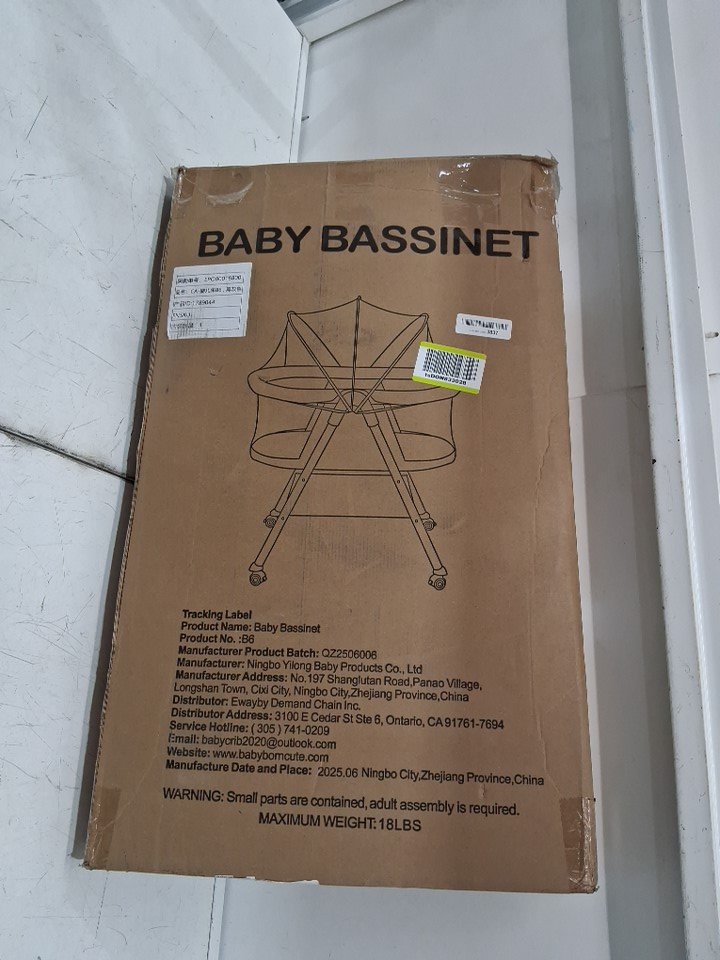 BABY BASSINET
1837
Tracking Label
Product Name: Baby Bassinet
Product No. :B6
Manufacturer Product Batch: QZ2506006
Manufacturer: Ningbo Yilong Baby Products Co., Ltd
Manufacturer Address: No.197 Shanglutan Road,Panao Village,
Longshan Town, Cixi City, Ningbo City,Zhejiang Province,China
Distributor: Ewayby Demand Chain Inc.
Distributor Address: 3100 E Cedar St Ste 6, Ontario, CA 91761-7694
Service Hotline: ( 305 ) 741-0209
Email: babycrib2020@outlook.com
Website: www.babyborncute.com
Manufacture Date and Place: 2025.06 Ningbo City,Zhejiang Province,China
WARNING: Small parts are contained, adult assembly is required.
MAXIMUM WEIGHT: 18LBS